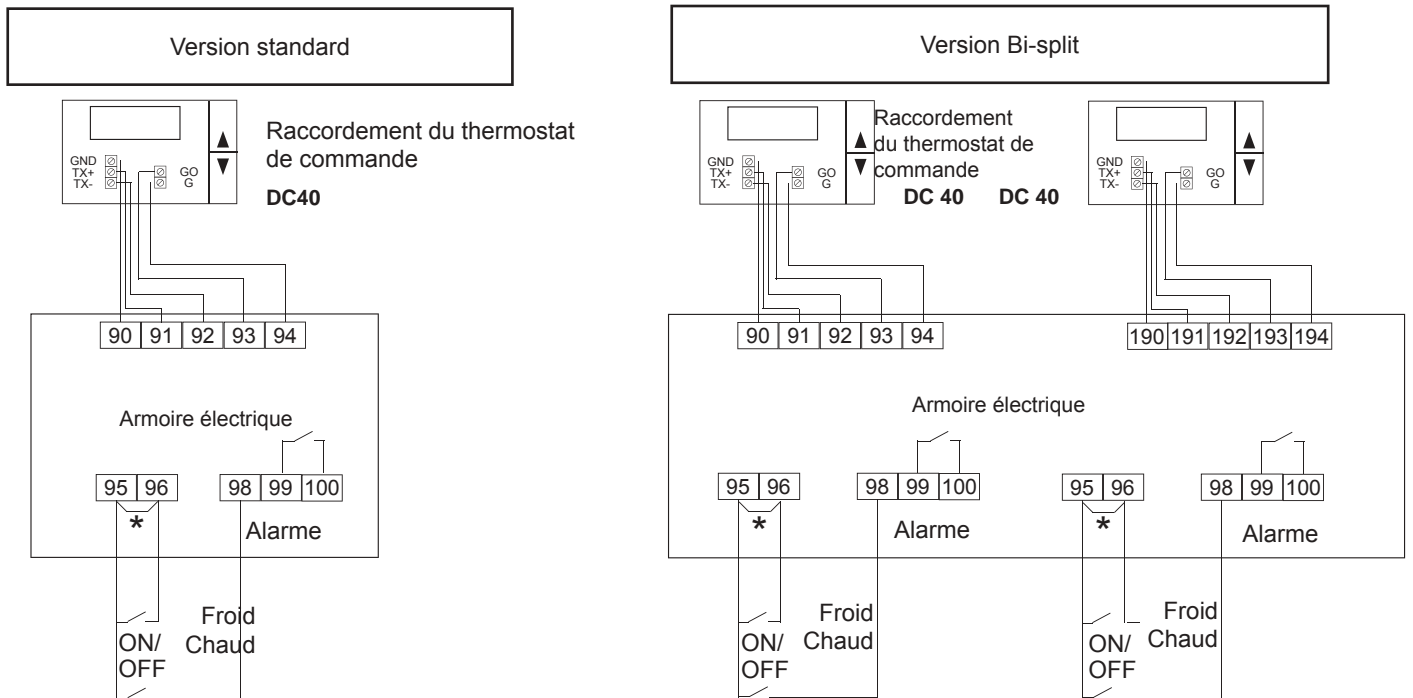 Version standard
GND
TX+
TX-
GO
G
Raccordement du thermostat
de commande
DC40
90 91 92 93 94
Armoire électrique
95 96
98 99 100
*
Alarme
Froid
Chaud
ON/
OFF
Version Bi-split
GND
TX+
TX-
GO
G
Raccordement
du thermostat de
commande
DC 40 DC 40
GND
TX+
TX-
GO
G
90 91 92 93 94
190 191 192 193 194
Armoire électrique
95 96
98 99 100
*
Alarme
Froid
Chaud
ON/
OFF
95 96
98 99 100
*
Alarme
Froid
Chaud
ON/
OFF